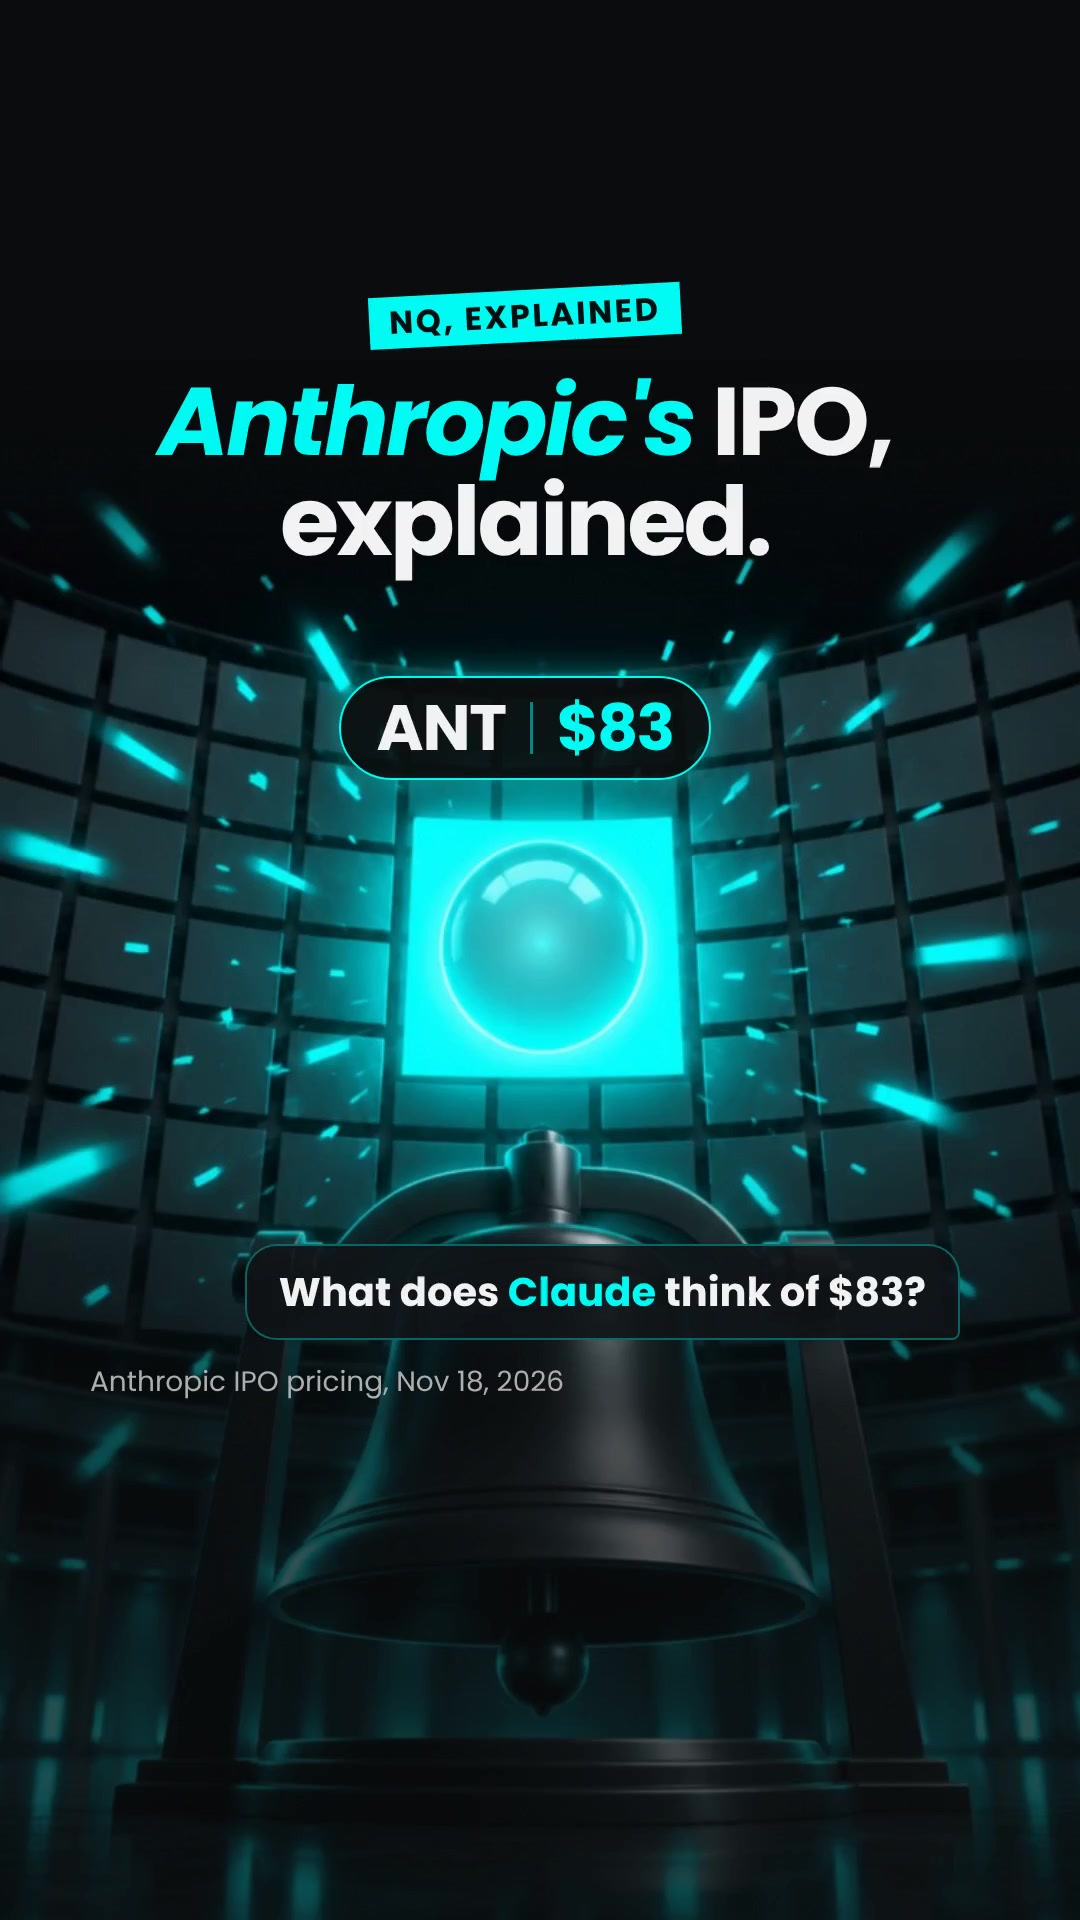 NQ, EXPLAINED
Anthropic's IPO,
explained.
ANT | $83
What does Claude think of $83?
Anthropic IPO pricing, Nov 18, 2026